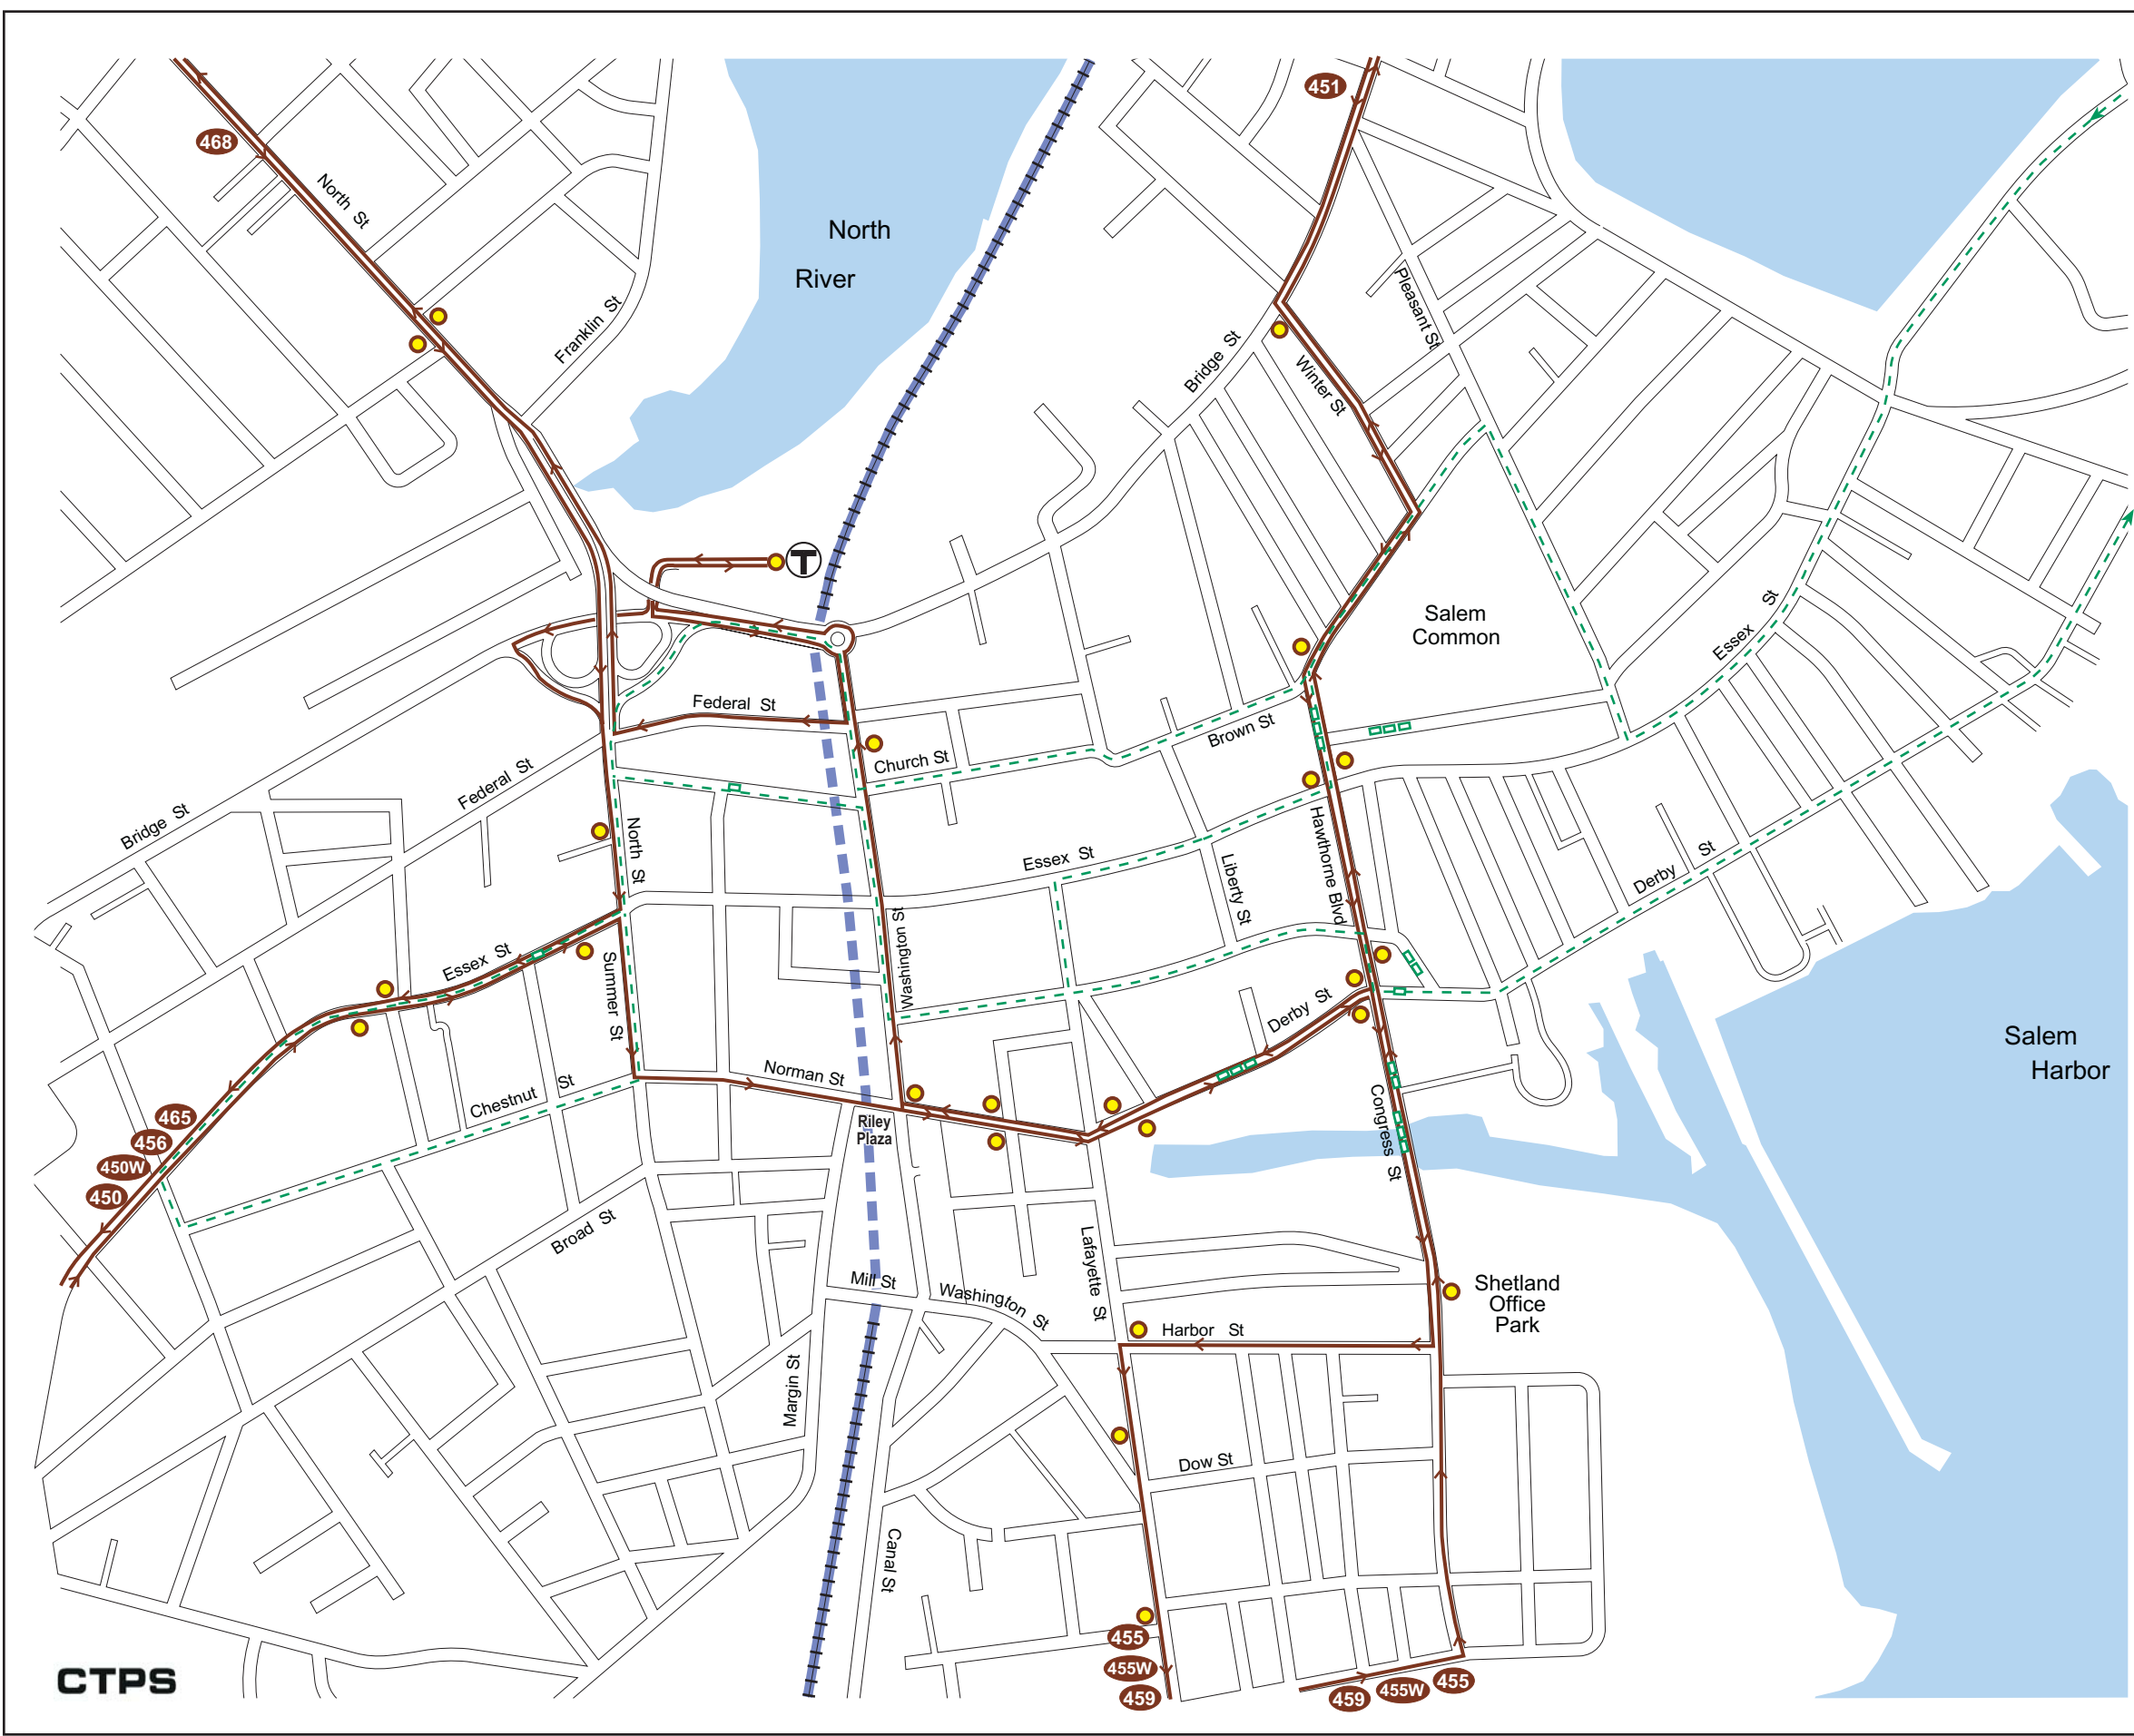 451
468
North St
North
River
Franklin St
Pleasant St
Bridge St
Winter St
T
Salem
Common
Essex St
Federal St
Brown St
Church St
Federal St
Bridge St
North St
Hawthorne Blvd
Essex St
Liberty St
Derby St
Washington St
Essex St
Summer St
Derby St
Salem
Harbor
Norman St
Chestnut St
Congress St
465
456
450W
450
Riley
Plaza
Broad St
Lafayette St
Mill St
Washington St
Shetland
Office
Park
Harbor St
Margin St
Dow St
Canal St
455
455W
459
459
455W
455
CTPS